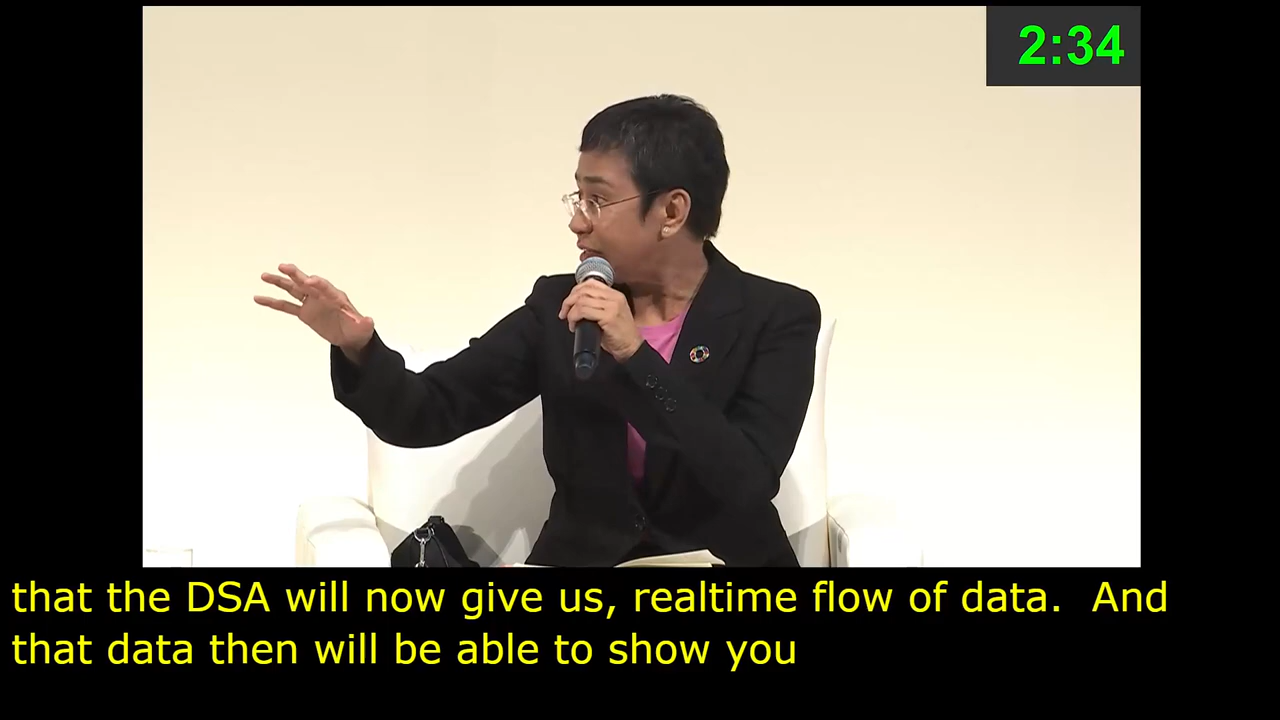 2:34
that the DSA will now give us, realtime flow of data.  And
that data then will be able to show you